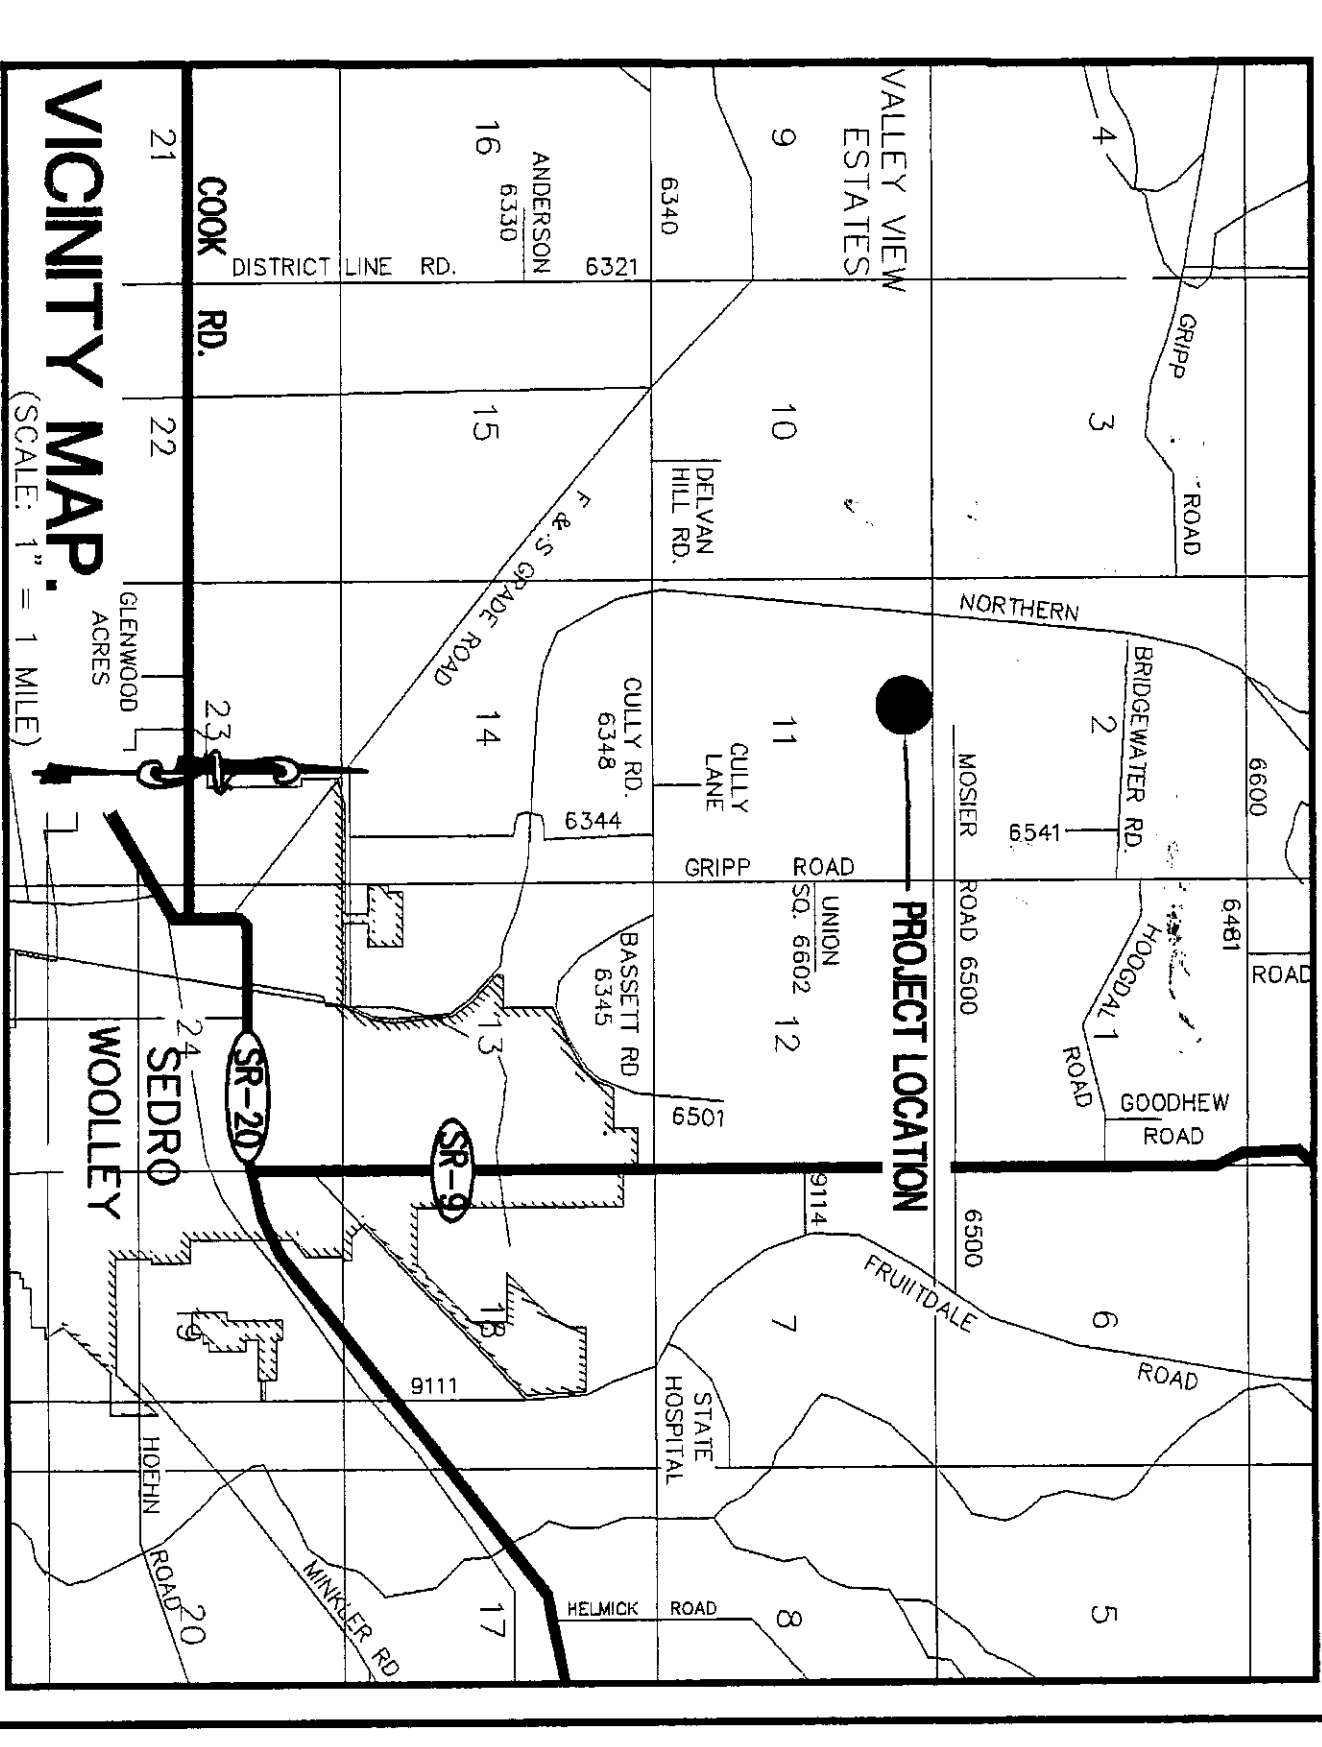 VALLEY VIEW
ESTATES
4
GRIPP
ROAD
3
9
10
6340
DELVAN
HILL RD.
ANDERSON
6330
6321
16
15
DISTRICT LINE RD.
F & S GRADE ROAD
COOK RD.
21
22
NORTHERN
BRIDGEWATER RD.
6541
6600
2
MOSIER ROAD 6500
11
CULLY
LANE
CULLY RD.
6348
6344
14
GRIPP ROAD
UNION
SQ. 6602
PROJECT LOCATION
6481
ROAD
HOOGDAL
ROAD
1
GOODHEW
ROAD
12
BASSETT RD
6345
6501
13
SR-9
SR-20
23
24
GLENWOOD
ACRES
SEDRO
WOOLLEY
6500
9114
FRUIITDALE
ROAD
6
7
STATE
HOSPITAL
18
9111
19
5
8
HELMICK ROAD
17
MINKLER RD
HOEHN
ROAD
20
VICINITY MAP.
(SCALE: 1" = 1 MILE)